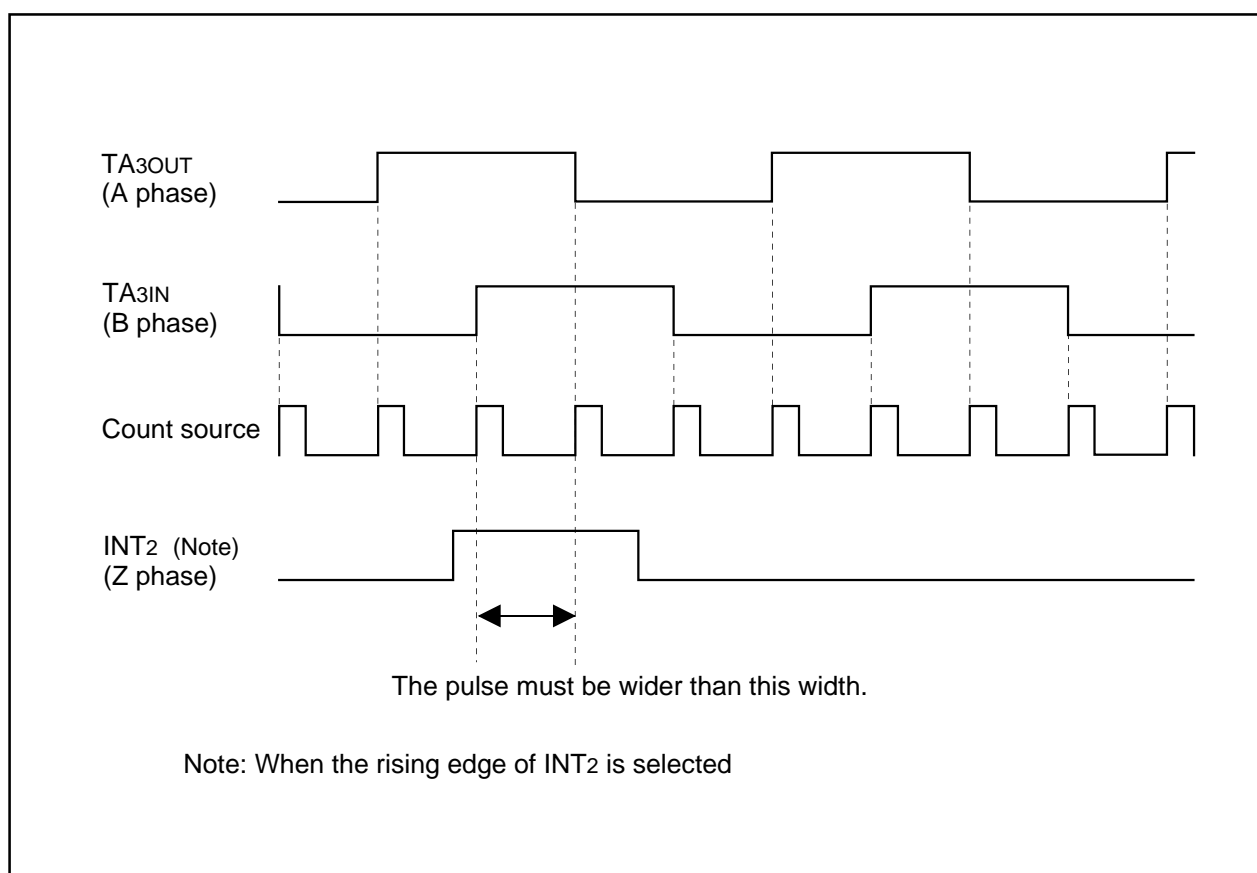 TA3OUT
(A phase)
TA3IN
(B phase)
Count source
INT2 (Note)
(Z phase)
The pulse must be wider than this width.
Note: When the rising edge of INT2 is selected